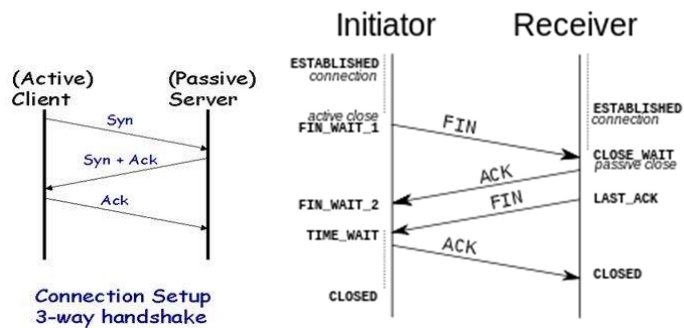 (Active)
Client
(Passive)
Server
Syn
Syn + Ack
Ack
Connection Setup
3-way handshake
Initiator
Receiver
ESTABLISHED
connection
active close
FIN_WAIT_1
FIN
ESTABLISHED
connection
CLOSE_WAIT
passive close
ACK
FIN_WAIT_2
FIN
LAST_ACK
TIME_WAIT
ACK
CLOSED
CLOSED